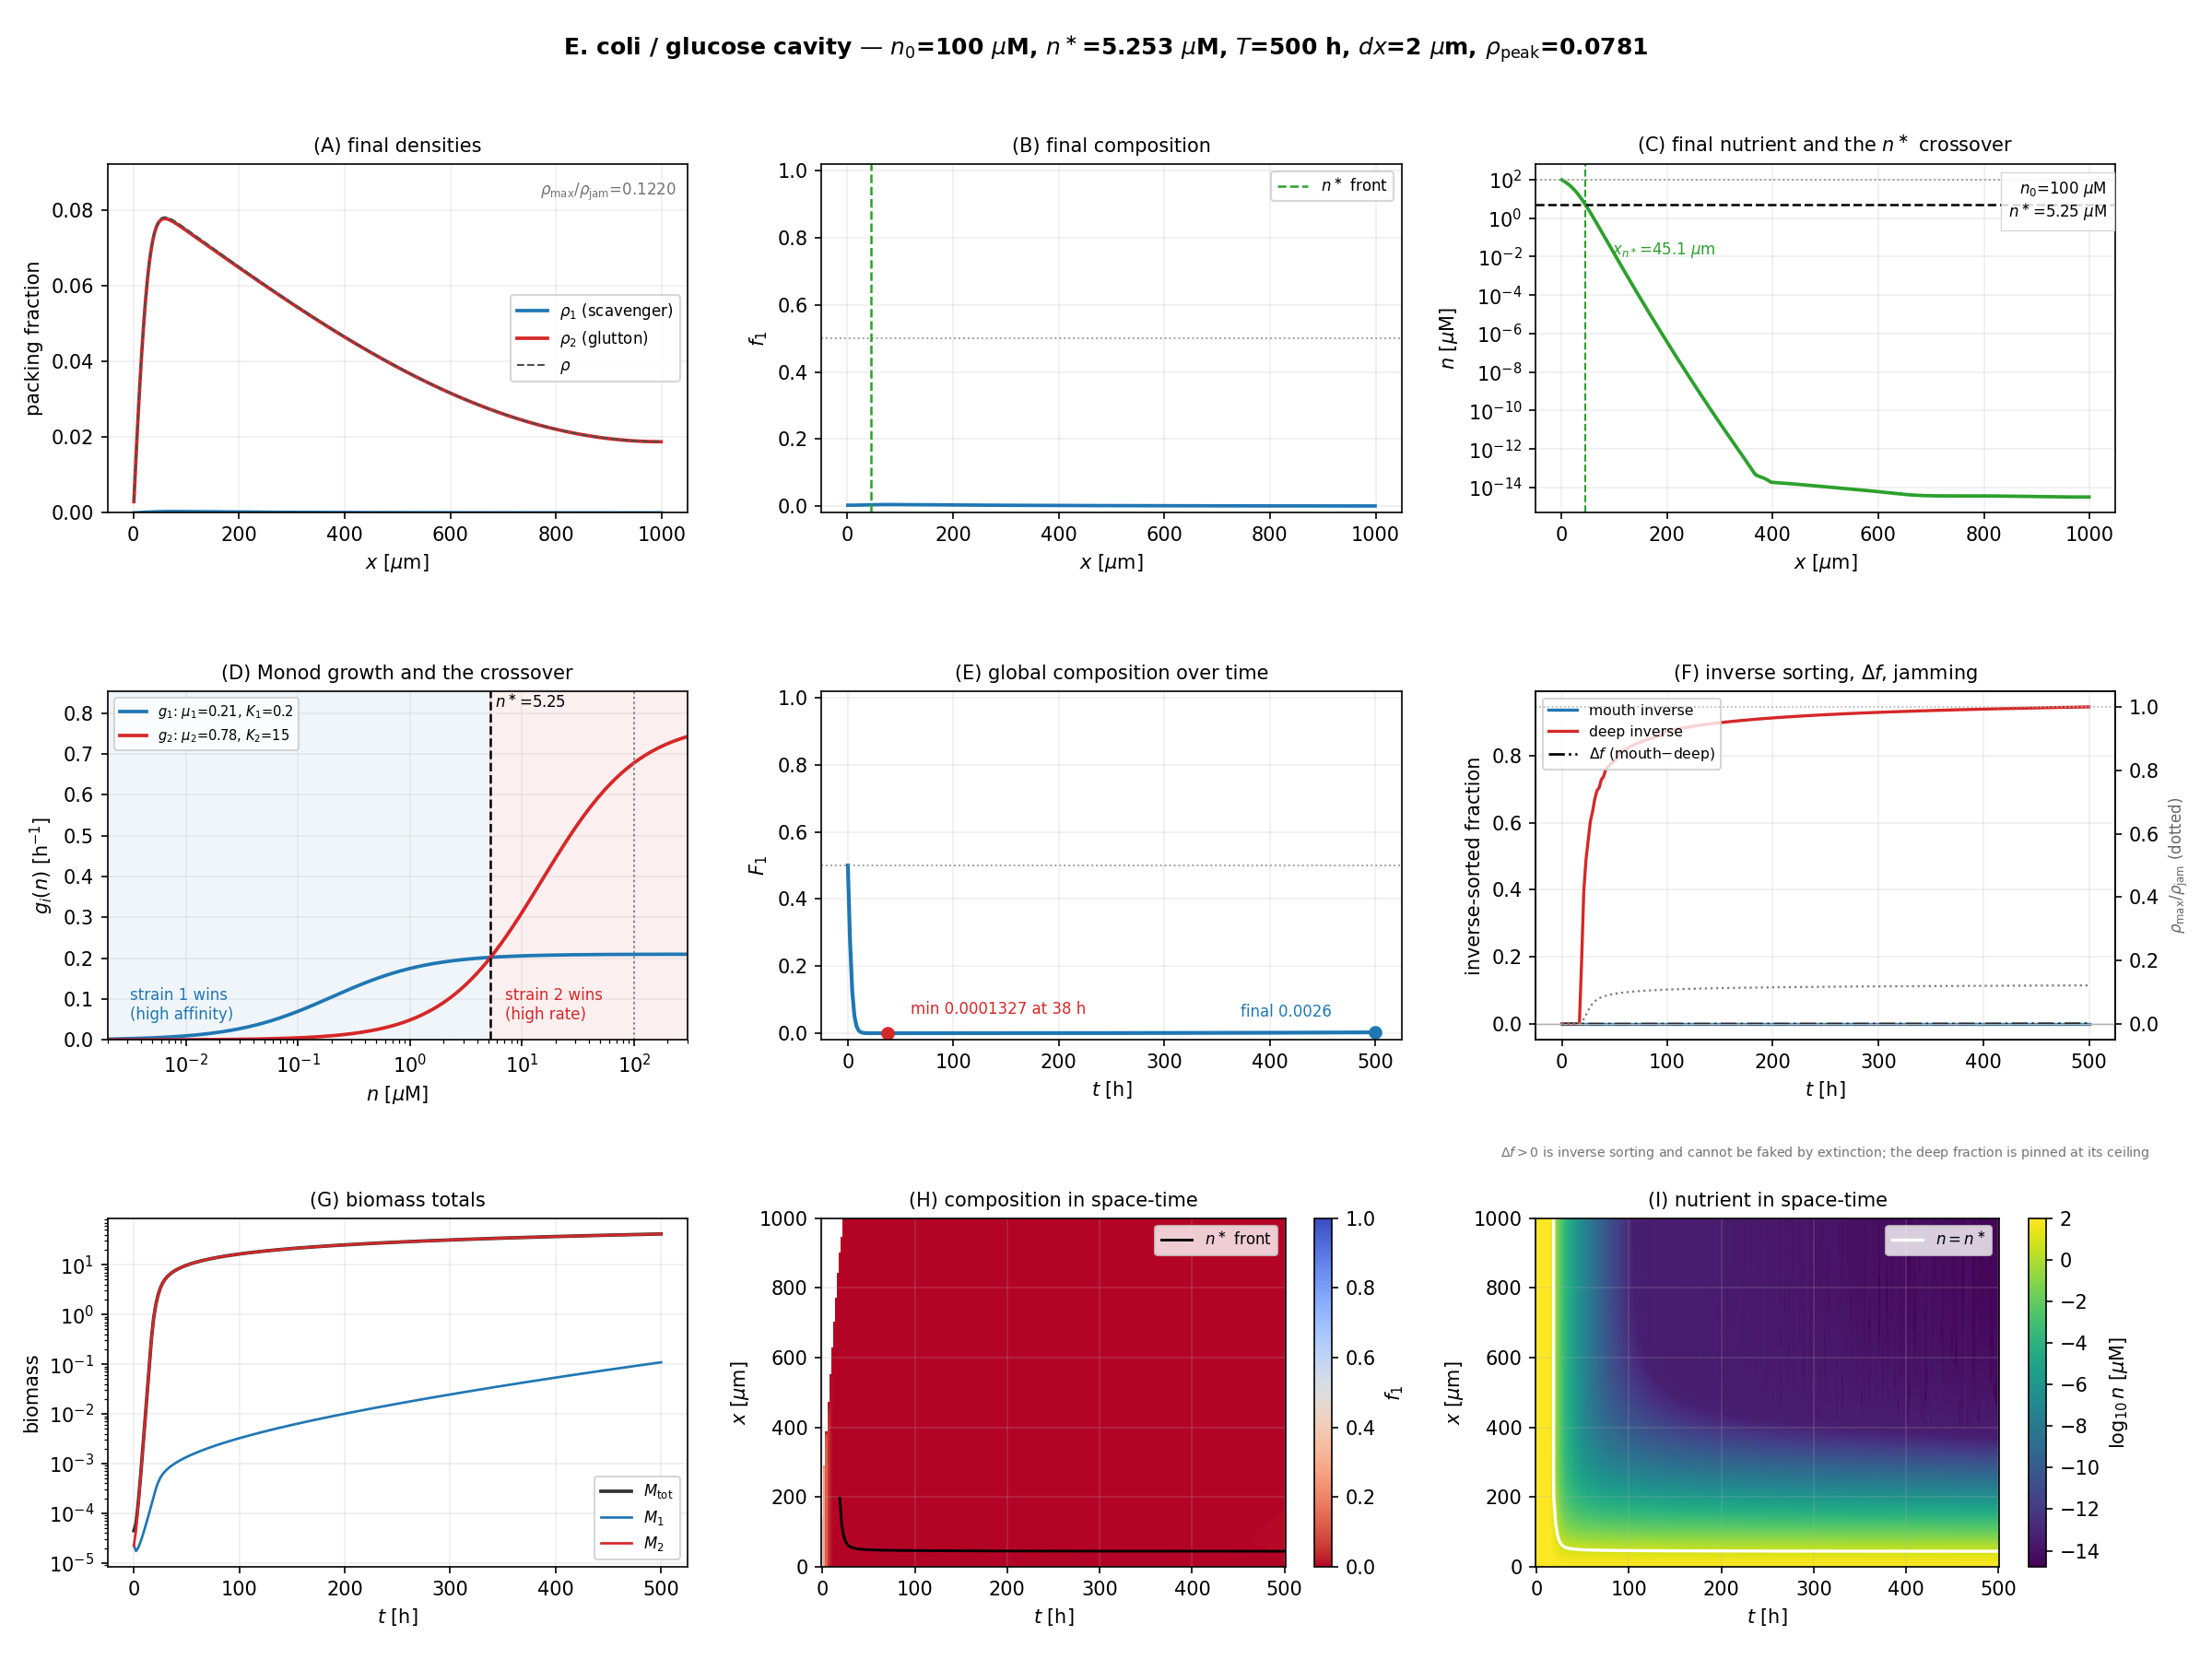 E. coli / glucose cavity — n₀=100 μM, n*=5.253 μM, T=500 h, dx=2 μm, ρpeak=0.0781
(A) final densities
ρmax/ρjam=0.1220
ρ₁ (scavenger)
ρ₂ (glutton)
ρ
packing fraction
0.08
0.06
0.04
0.02
0.00
0 200 400 600 800 1000
x [μm]
(B) final composition
n* front
f₁
1.0
0.8
0.6
0.4
0.2
0.0
0 200 400 600 800 1000
x [μm]
(C) final nutrient and the n* crossover
n₀=100 μM
n*=5.25 μM
xn*=45.1 μm
n [μM]
10²
10⁰
10⁻²
10⁻⁴
10⁻⁶
10⁻⁸
10⁻¹⁰
10⁻¹²
10⁻¹⁴
0 200 400 600 800 1000
x [μm]
(D) Monod growth and the crossover
g₁: μ₁=0.21, K₁=0.2
g₂: μ₂=0.78, K₂=15
n*=5.25
strain 1 wins
(high affinity)
strain 2 wins
(high rate)
gᵢ(n) [h⁻¹]
0.8
0.7
0.6
0.5
0.4
0.3
0.2
0.1
0.0
10⁻² 10⁻¹ 10⁰ 10¹ 10²
n [μM]
(E) global composition over time
min 0.0001327 at 38 h
final 0.0026
F₁
1.0
0.8
0.6
0.4
0.2
0.0
0 100 200 300 400 500
t [h]
(F) inverse sorting, Δf, jamming
mouth inverse
deep inverse
Δf (mouth−deep)
inverse-sorted fraction
0.8
0.6
0.4
0.2
0.0
1.0
0.8
0.6
0.4
0.2
0.0
ρmax/ρjam (dotted)
0 100 200 300 400 500
t [h]
Δf > 0 is inverse sorting and cannot be faked by extinction; the deep fraction is pinned at its ceiling
(G) biomass totals
Mtot
M₁
M₂
biomass
10¹
10⁰
10⁻¹
10⁻²
10⁻³
10⁻⁴
10⁻⁵
0 100 200 300 400 500
t [h]
(H) composition in space-time
n* front
x [μm]
1000
800
600
400
200
0
0 100 200 300 400 500
t [h]
1.0
0.8
0.6
0.4
0.2
0.0
f₁
(I) nutrient in space-time
n = n*
x [μm]
1000
800
600
400
200
0
0 100 200 300 400 500
t [h]
2
0
−2
−4
−6
−8
−10
−12
−14
log₁₀ n [μM]